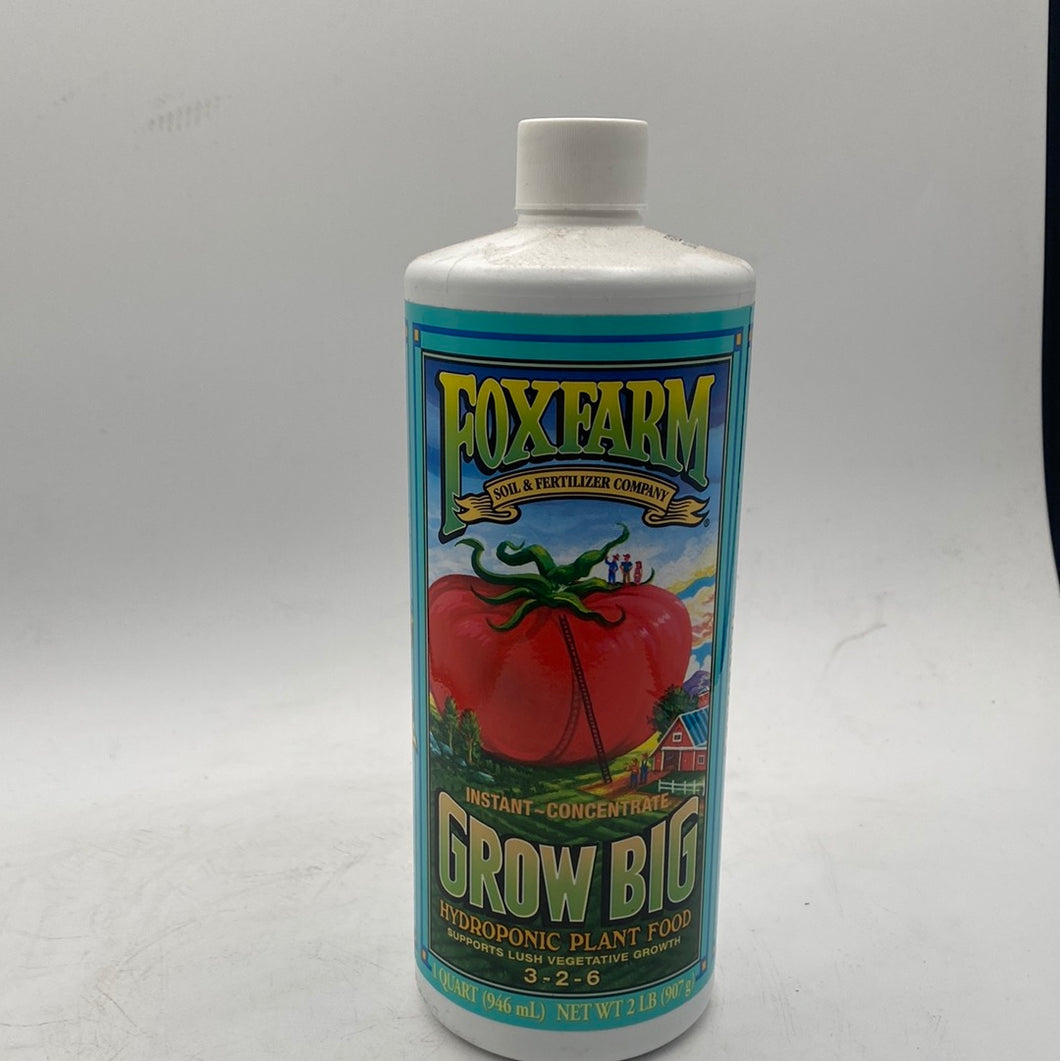 FOXFARM
SOIL & FERTILIZER COMPANY
®
INSTANT~CONCENTRATE
GROW BIG
HYDROPONIC PLANT FOOD
SUPPORTS LUSH VEGETATIVE GROWTH
3-2-6
1 QUART (946 mL) NET WT 2 LB (907 g)